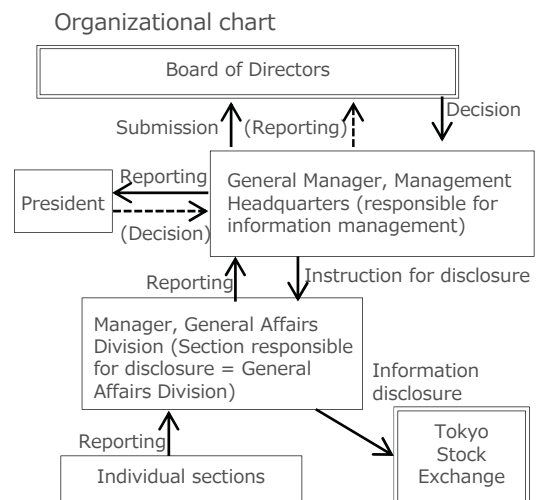 Organizational chart
Board of Directors
Submission
(Reporting)
Decision
Reporting
President
(Decision)
General Manager, Management
Headquarters (responsible for
information management)
Reporting
Instruction for disclosure
Manager, General Affairs
Division (Section responsible
for disclosure = General
Affairs Division)
Information
disclosure
Reporting
Tokyo
Stock
Exchange
Individual sections